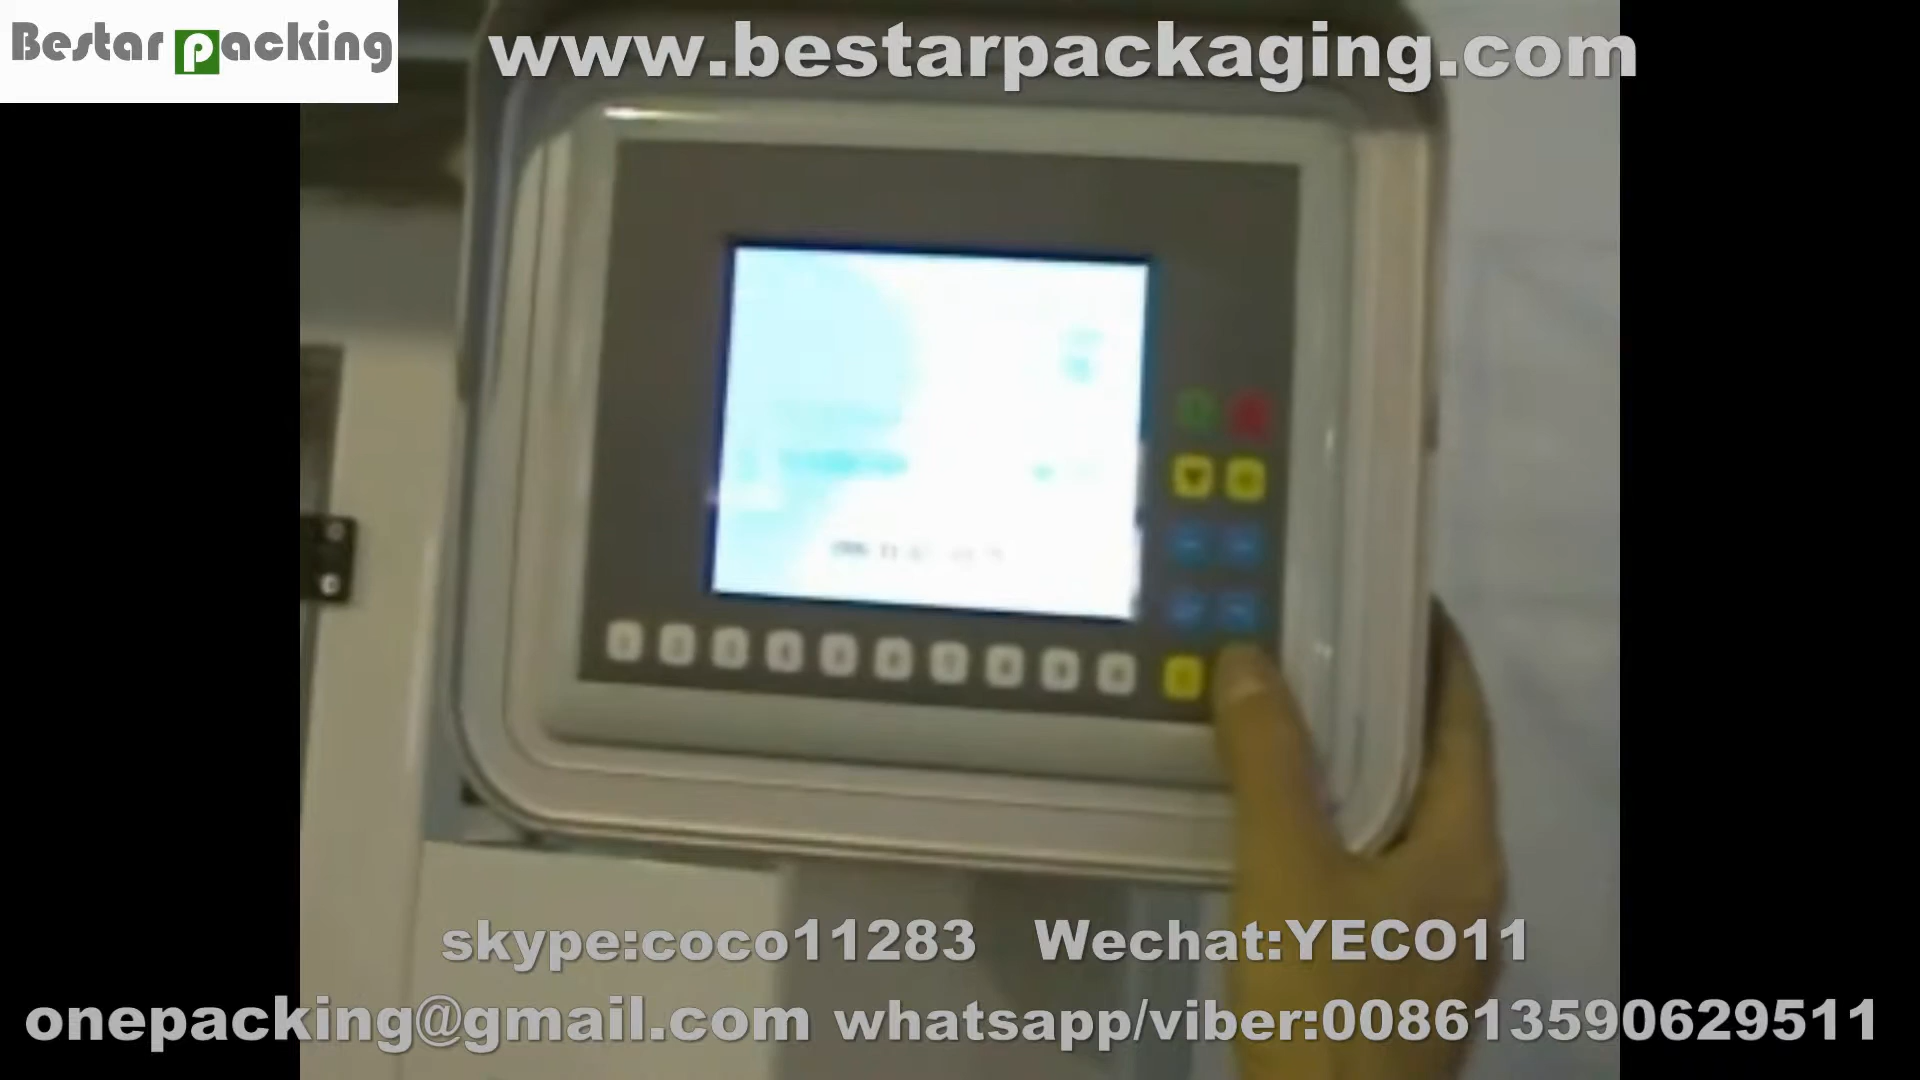 Bestar packing
www.bestarpackaging.com
skype:coco11283 Wechat:YECO11
onepacking@gmail.com whatsapp/viber:008613590629511